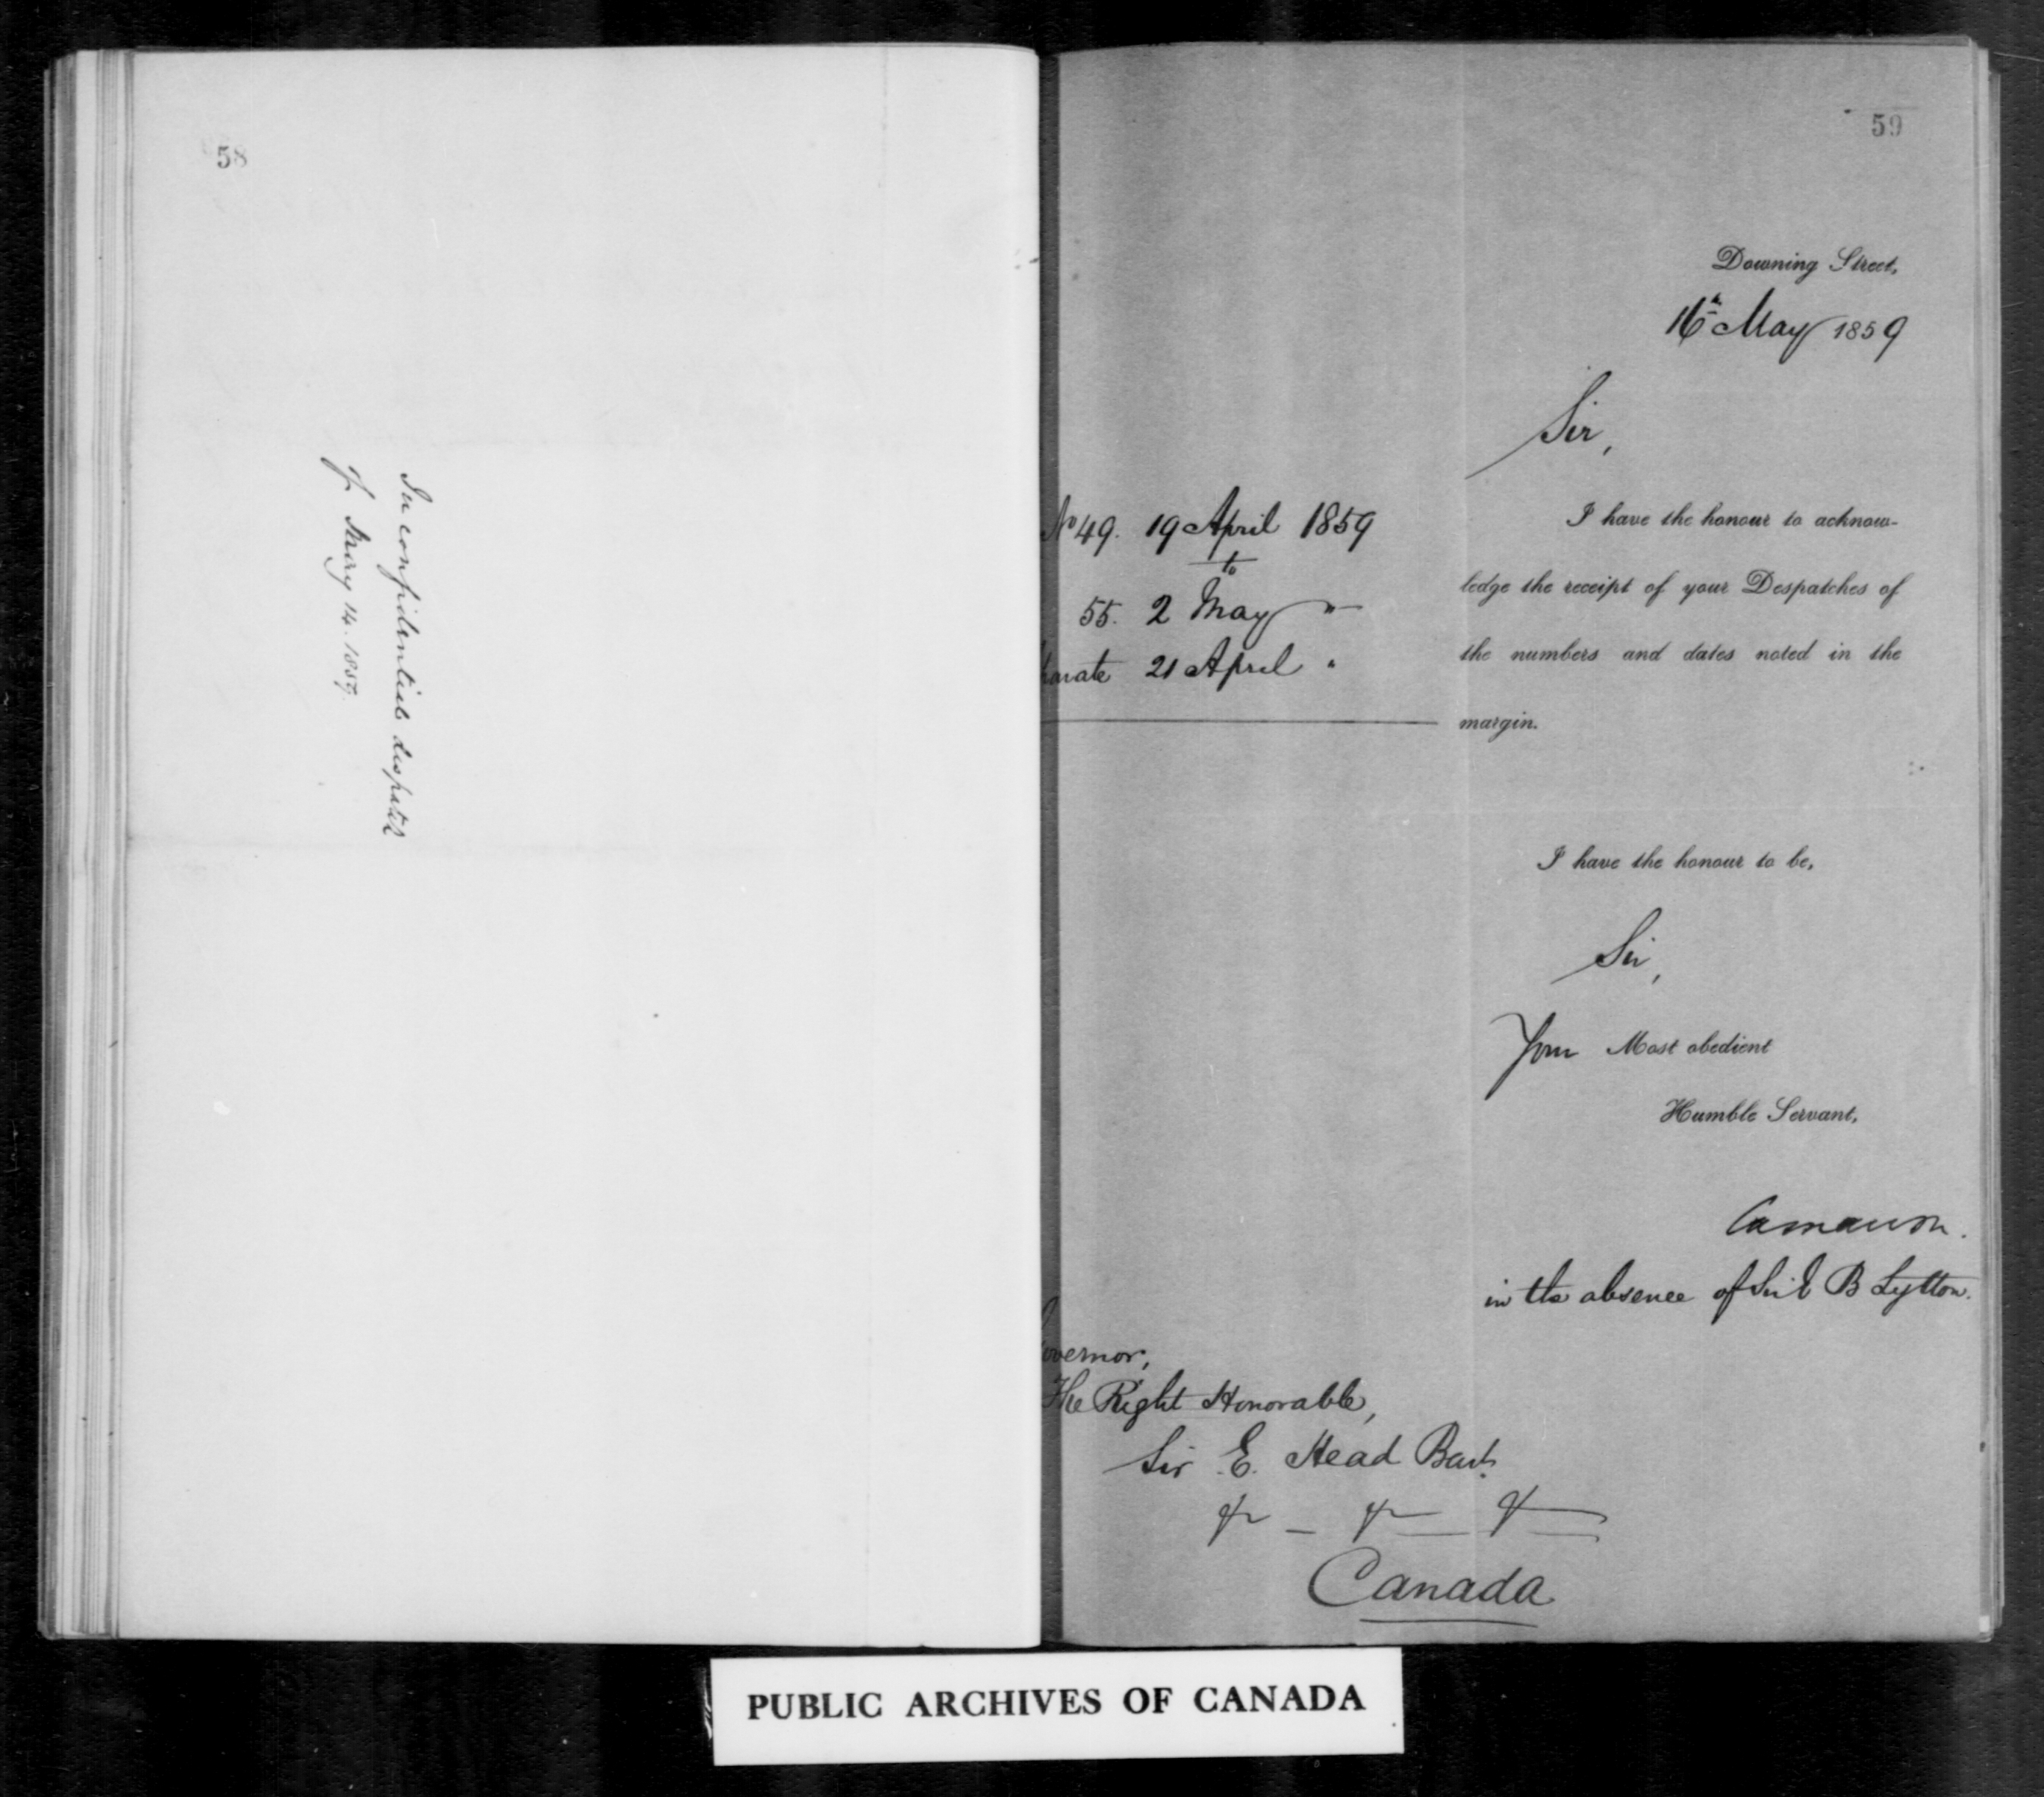 58
In confidential despatch
of May 14. 1859.
59
Downing Street,
16th May 1859
Sir,
No 49. 19 April 1859
to
55. 2 May "
parate 21 April "
I have the honour to acknow-
ledge the receipt of your Despatches of
the numbers and dates noted in the
margin.
I have the honour to be,
Sir,
Your Most obedient
Humble Servant,
Carnarvon.
in the absence of Sir E B Lytton.
overnor,
The Right Honorable,
Sir E. Head Bart.
&c _ &c &c
Canada
PUBLIC ARCHIVES OF CANADA